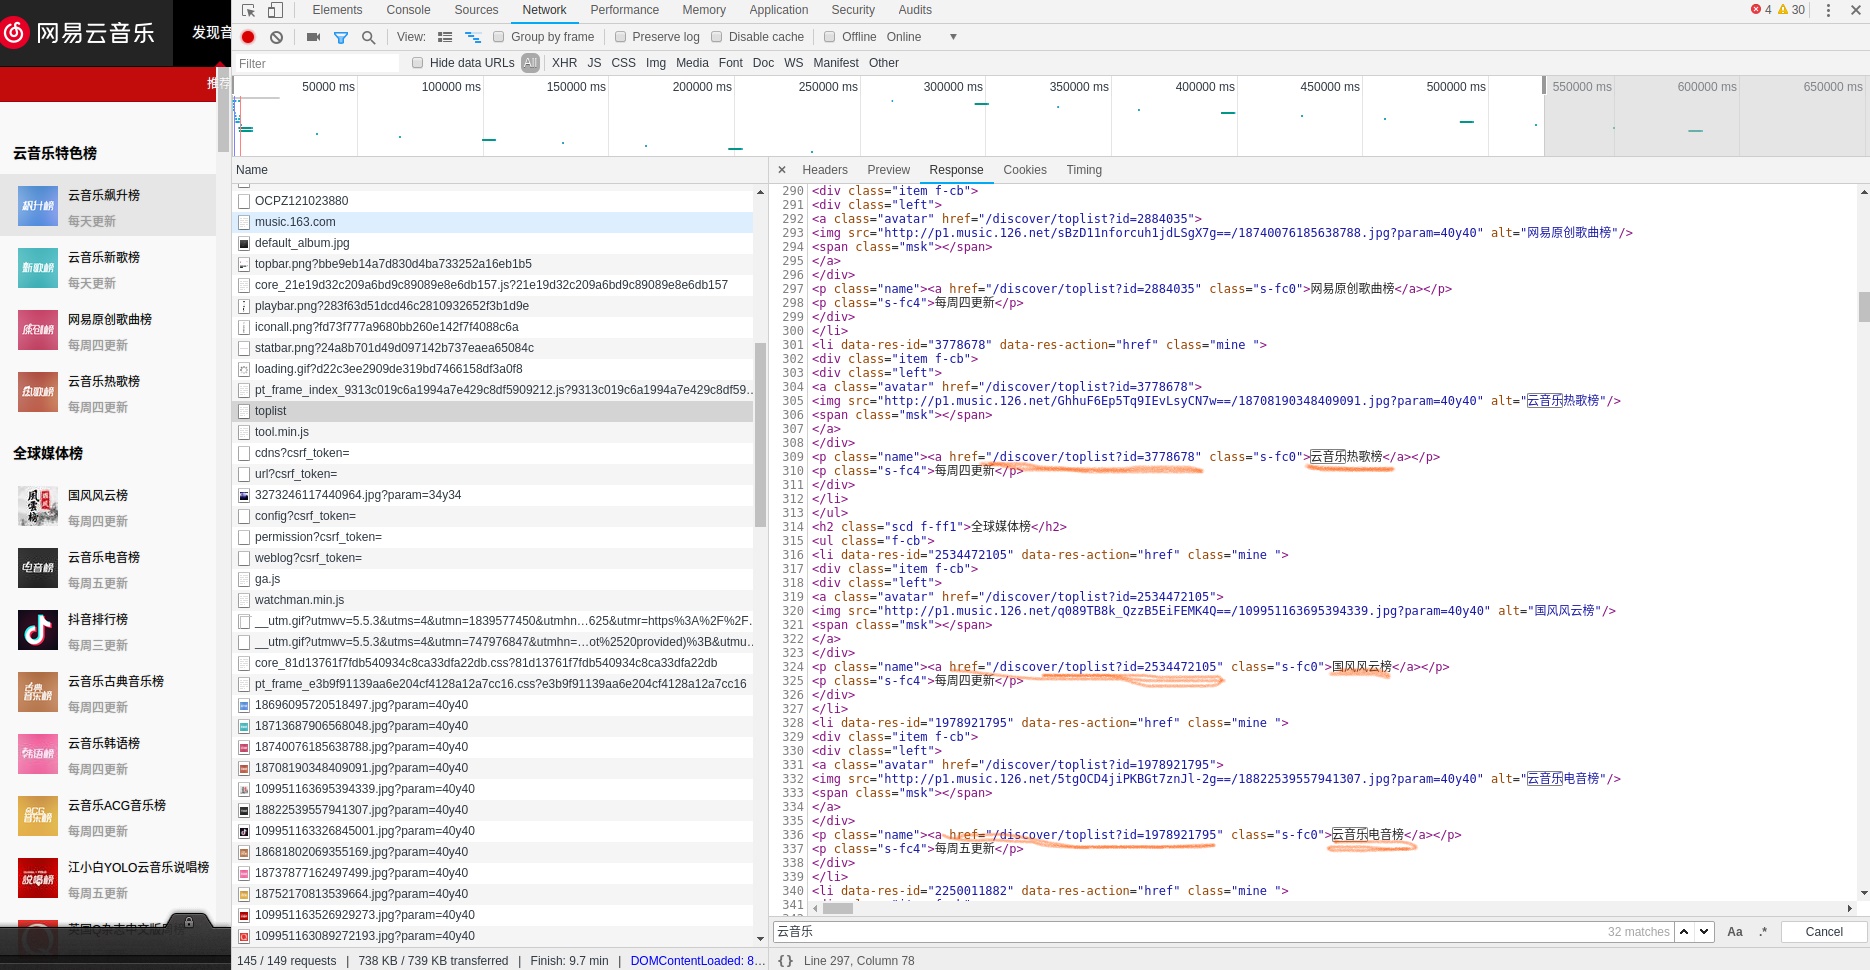 网易云音乐
发现音
推荐
云音乐特色榜
云音乐飙升榜
每天更新
云音乐新歌榜
每天更新
网易原创歌曲榜
每周四更新
云音乐热歌榜
每周四更新
全球媒体榜
国风风云榜
每周四更新
云音乐电音榜
每周五更新
抖音排行榜
每周三更新
云音乐古典音乐榜
每周四更新
云音乐韩语榜
每周四更新
云音乐ACG音乐榜
每周四更新
江小白YOLO云音乐说唱榜
每周五更新
英国Q杂志中文版
Elements Console Sources Network Performance Memory Application Security Audits 4 30
View: Group by frame Preserve log Disable cache Offline Online
Filter Hide data URLs All XHR JS CSS Img Media Font Doc WS Manifest Other
50000 ms 100000 ms 150000 ms 200000 ms 250000 ms 300000 ms 350000 ms 400000 ms 450000 ms 500000 ms 550000 ms 600000 ms 650000 ms
Name
OCPZ121023880
music.163.com
default_album.jpg
topbar.png?bbe9eb14a7d830d4ba733252a16eb1b5
core_21e19d32c209a6bd9c89089e8e6db157.js?21e19d32c209a6bd9c89089e8e6db157
playbar.png?283f63d51dcd46c2810932652f3b1d9e
iconall.png?fd73f777a9680bb260e142f7f4088c6a
statbar.png?24a8b701d49d097142b737eaea65084c
loading.gif?d22c3ee2909de319bd7466158df3a0f8
pt_frame_index_9313c019c6a1994a7e429c8df5909212.js?9313c019c6a1994a7e429c8df59…
toplist
tool.min.js
cdns?csrf_token=
url?csrf_token=
3273246117440964.jpg?param=34y34
config?csrf_token=
permission?csrf_token=
weblog?csrf_token=
ga.js
watchman.min.js
__utm.gif?utmwv=5.5.3&utms=4&utmn=1839577450&utmhn…625&utmr=https%3A%2F%2F…
__utm.gif?utmwv=5.5.3&utms=4&utmn=747976847&utmhn=…ot%2520provided)%3B&utmu…
core_81d13761f7fdb540934c8ca33dfa22db.css?81d13761f7fdb540934c8ca33dfa22db
pt_frame_e3b9f91139aa6e204cf4128a12a7cc16.css?e3b9f91139aa6e204cf4128a12a7cc16
18696095720518497.jpg?param=40y40
18713687906568048.jpg?param=40y40
18740076185638788.jpg?param=40y40
18708190348409091.jpg?param=40y40
109951163695394339.jpg?param=40y40
18822539557941307.jpg?param=40y40
109951163326845001.jpg?param=40y40
18681802069355169.jpg?param=40y40
18737877162497499.jpg?param=40y40
18752170813539664.jpg?param=40y40
109951163526929273.jpg?param=40y40
109951163089272193.jpg?param=40y40
145 / 149 requests | 738 KB / 739 KB transferred | Finish: 9.7 min | DOMContentLoaded: 8…
× Headers Preview Response Cookies Timing
290 <div class="item f-cb">
291 <div class="left">
292 <a class="avatar" href="/discover/toplist?id=2884035">
293 <img src="http://p1.music.126.net/sBzD11nforcuh1jdLSgX7g==/18740076185638788.jpg?param=40y40" alt="网易原创歌曲榜"/>
294 <span class="msk"></span>
295 </a>
296 </div>
297 <p class="name"><a href="/discover/toplist?id=2884035" class="s-fc0">网易原创歌曲榜</a></p>
298 <p class="s-fc4">每周四更新</p>
299 </div>
300 </li>
301 <li data-res-id="3778678" data-res-action="href" class="mine ">
302 <div class="item f-cb">
303 <div class="left">
304 <a class="avatar" href="/discover/toplist?id=3778678">
305 <img src="http://p1.music.126.net/GhhuF6Ep5Tq9IEvLsyCN7w==/18708190348409091.jpg?param=40y40" alt="云音乐热歌榜"/>
306 <span class="msk"></span>
307 </a>
308 </div>
309 <p class="name"><a href="/discover/toplist?id=3778678" class="s-fc0">云音乐热歌榜</a></p>
310 <p class="s-fc4">每周四更新</p>
311 </div>
312 </li>
313 </ul>
314 <h2 class="scd f-ff1">全球媒体榜</h2>
315 <ul class="f-cb">
316 <li data-res-id="2534472105" data-res-action="href" class="mine ">
317 <div class="item f-cb">
318 <div class="left">
319 <a class="avatar" href="/discover/toplist?id=2534472105">
320 <img src="http://p1.music.126.net/q089TB8k_QzzB5EiFEMK4Q==/109951163695394339.jpg?param=40y40" alt="国风风云榜"/>
321 <span class="msk"></span>
322 </a>
323 </div>
324 <p class="name"><a href="/discover/toplist?id=2534472105" class="s-fc0">国风风云榜</a></p>
325 <p class="s-fc4">每周四更新</p>
326 </div>
327 </li>
328 <li data-res-id="1978921795" data-res-action="href" class="mine ">
329 <div class="item f-cb">
330 <div class="left">
331 <a class="avatar" href="/discover/toplist?id=1978921795">
332 <img src="http://p1.music.126.net/5tgOCD4jiPKBGt7znJl-2g==/18822539557941307.jpg?param=40y40" alt="云音乐电音榜"/>
333 <span class="msk"></span>
334 </a>
335 </div>
336 <p class="name"><a href="/discover/toplist?id=1978921795" class="s-fc0">云音乐电音榜</a></p>
337 <p class="s-fc4">每周五更新</p>
338 </div>
339 </li>
340 <li data-res-id="2250011882" data-res-action="href" class="mine ">
341
云音乐 32 matches Aa .* Cancel
{} Line 297, Column 78